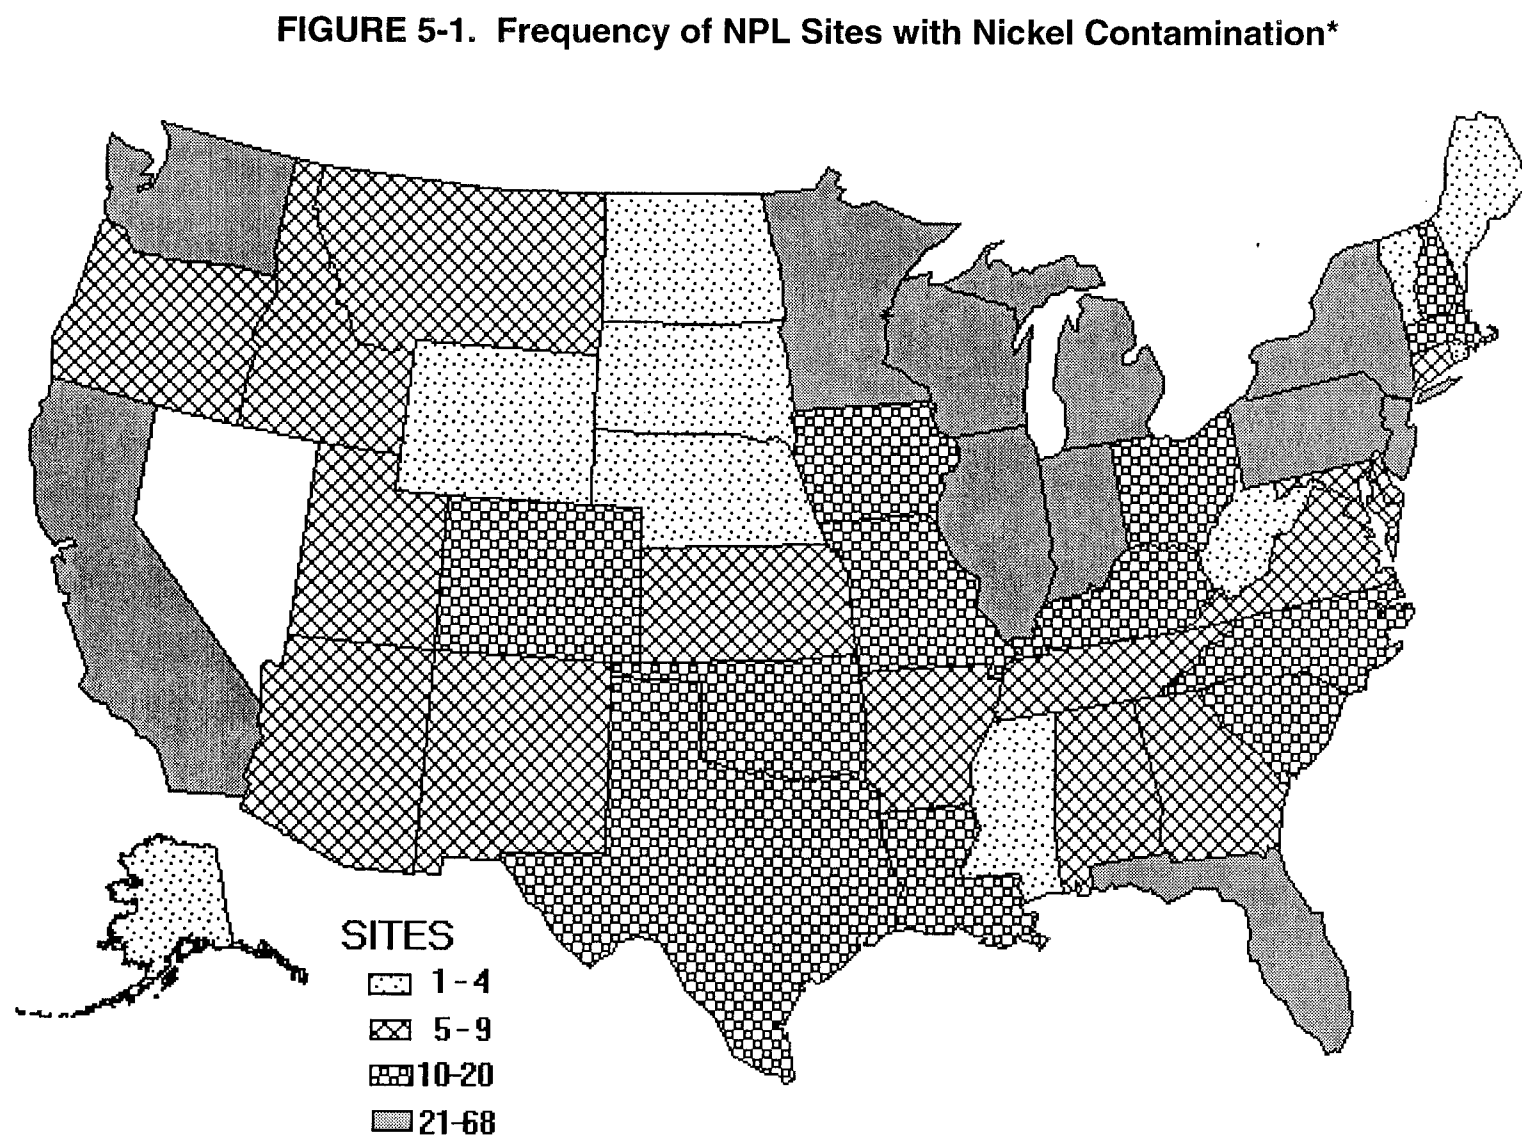 FIGURE 5-1. Frequency of NPL Sites with Nickel Contamination*
SITES
1-4
5-9
10-20
21-68